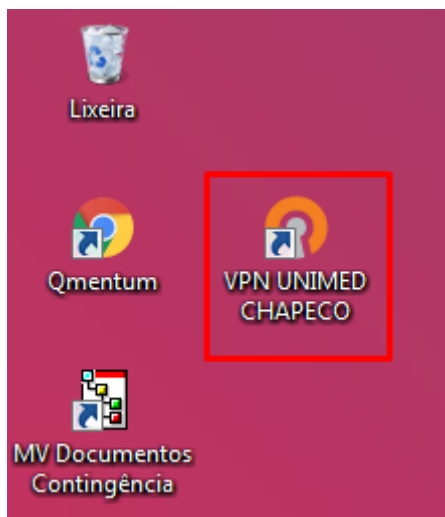 Lixeira
Qmentum
VPN UNIMED
CHAPECO
MV Documentos
Contingência